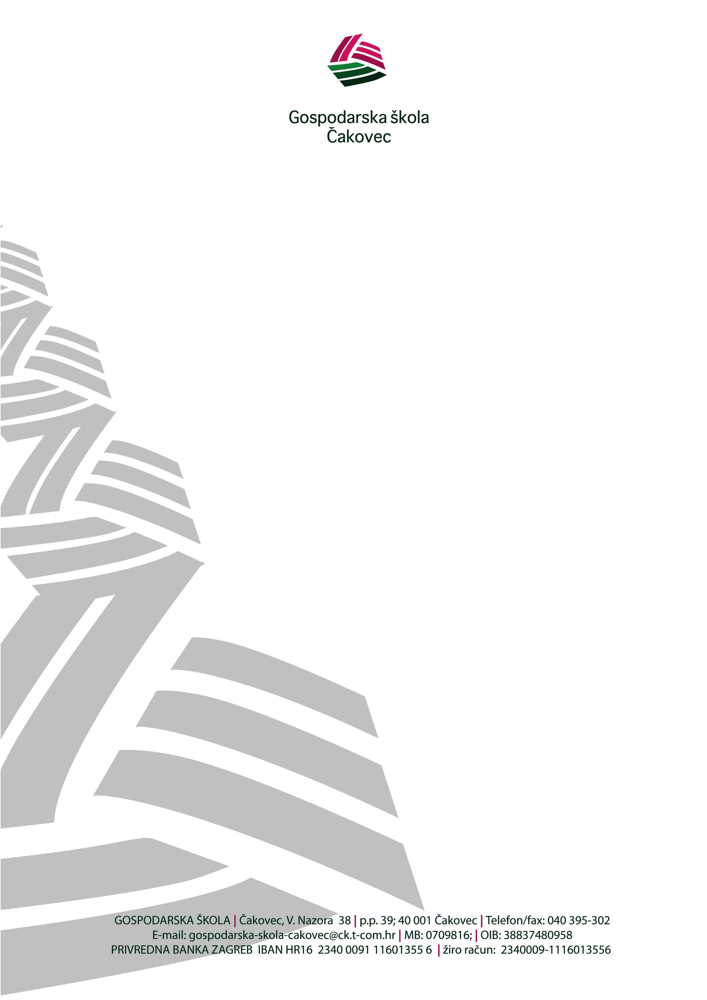 Gospodarska škola
Čakovec
GOSPODARSKA ŠKOLA | Čakovec, V. Nazora 38 | p.p. 39; 40 001 Čakovec | Telefon/fax: 040 395-302
E-mail: gospodarska-skola-cakovec@ck.t-com.hr | MB: 0709816; | OIB: 38837480958
PRIVREDNA BANKA ZAGREB IBAN HR16 2340 0091 11601355 6 | žiro račun: 2340009-1116013556